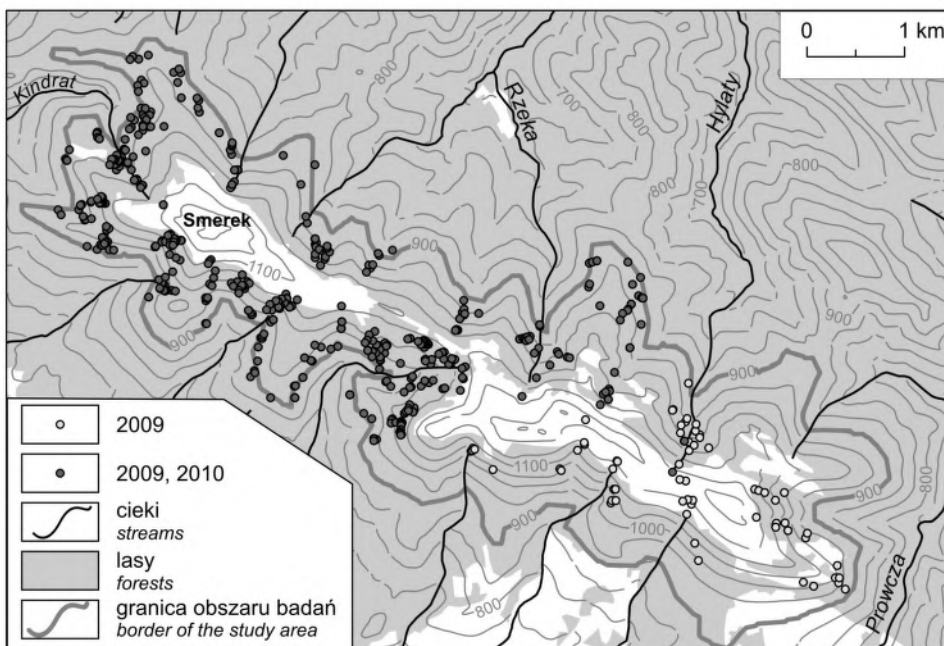 0 1 km
Kindrat
Rzeka
Hylaty
800
700
800
800
700
800
Smerek
900
900
1100
900
900
900
900
800
1100
900
1000
800
Prowcza
2009
2009, 2010
cieki
streams
lasy
forests
granica obszaru badań
border of the study area